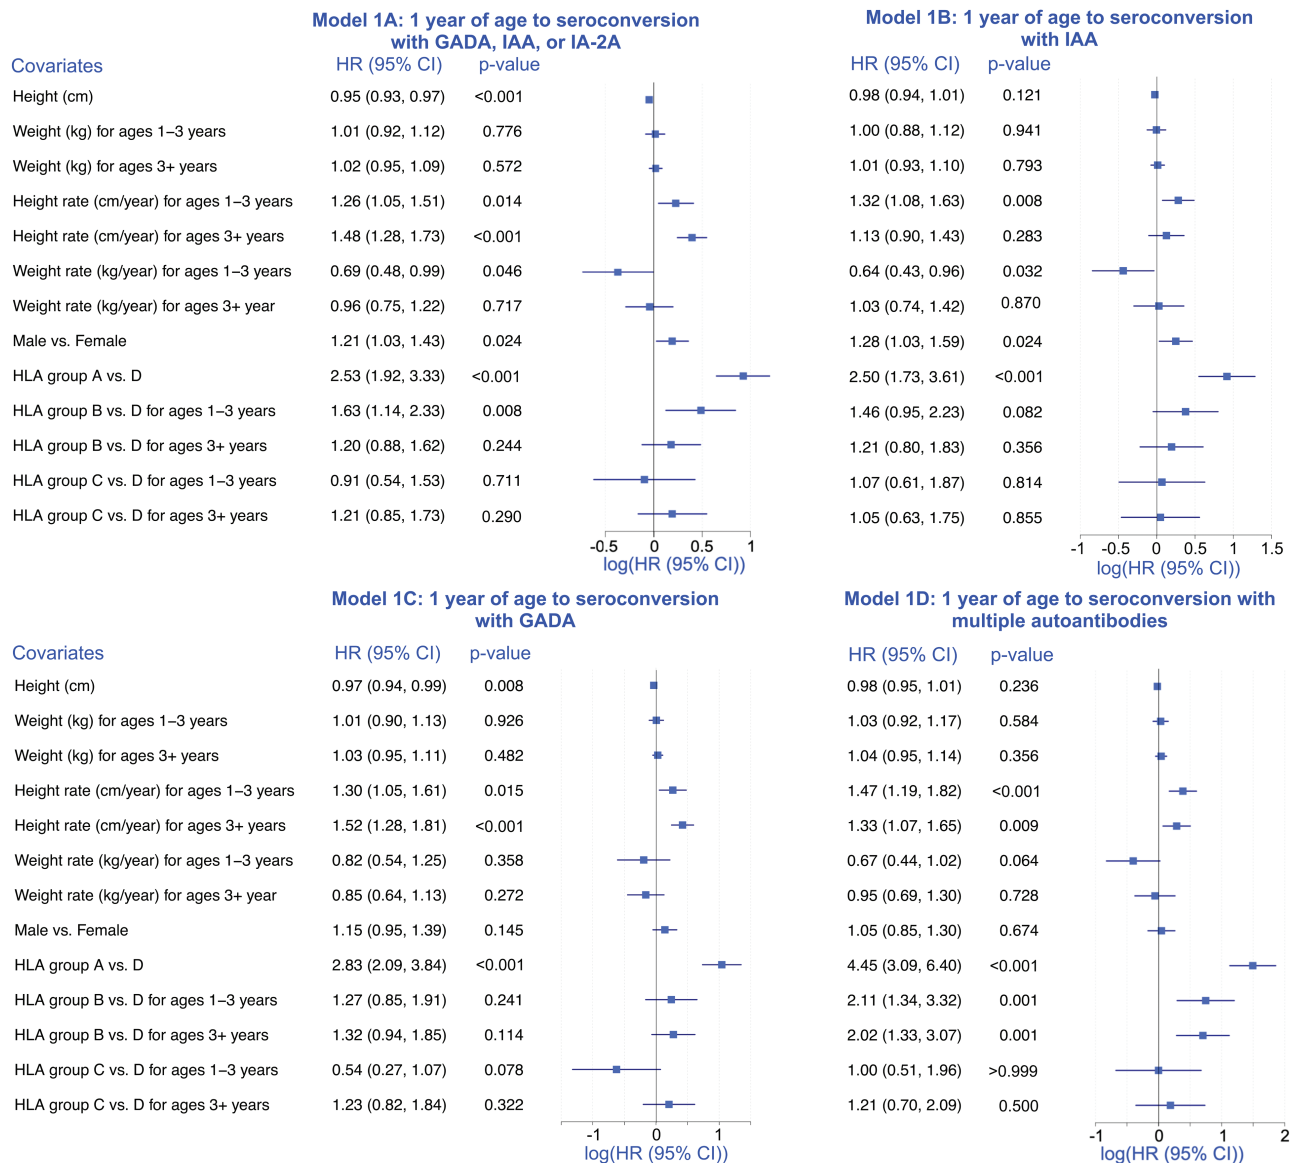 Model 1A: 1 year of age to seroconversion
with GADA, IAA, or IA-2A
Covariates HR (95% CI) p-value
Height (cm) 0.95 (0.93, 0.97) <0.001
Weight (kg) for ages 1–3 years 1.01 (0.92, 1.12) 0.776
Weight (kg) for ages 3+ years 1.02 (0.95, 1.09) 0.572
Height rate (cm/year) for ages 1–3 years 1.26 (1.05, 1.51) 0.014
Height rate (cm/year) for ages 3+ years 1.48 (1.28, 1.73) <0.001
Weight rate (kg/year) for ages 1–3 years 0.69 (0.48, 0.99) 0.046
Weight rate (kg/year) for ages 3+ year 0.96 (0.75, 1.22) 0.717
Male vs. Female 1.21 (1.03, 1.43) 0.024
HLA group A vs. D 2.53 (1.92, 3.33) <0.001
HLA group B vs. D for ages 1–3 years 1.63 (1.14, 2.33) 0.008
HLA group B vs. D for ages 3+ years 1.20 (0.88, 1.62) 0.244
HLA group C vs. D for ages 1–3 years 0.91 (0.54, 1.53) 0.711
HLA group C vs. D for ages 3+ years 1.21 (0.85, 1.73) 0.290
-0.5 0 0.5 1
log(HR (95% CI))
Model 1B: 1 year of age to seroconversion
with IAA
HR (95% CI) p-value
0.98 (0.94, 1.01) 0.121
1.00 (0.88, 1.12) 0.941
1.01 (0.93, 1.10) 0.793
1.32 (1.08, 1.63) 0.008
1.13 (0.90, 1.43) 0.283
0.64 (0.43, 0.96) 0.032
1.03 (0.74, 1.42) 0.870
1.28 (1.03, 1.59) 0.024
2.50 (1.73, 3.61) <0.001
1.46 (0.95, 2.23) 0.082
1.21 (0.80, 1.83) 0.356
1.07 (0.61, 1.87) 0.814
1.05 (0.63, 1.75) 0.855
-1 -0.5 0 0.5 1 1.5
log(HR (95% CI))
Model 1C: 1 year of age to seroconversion
with GADA
Covariates HR (95% CI) p-value
Height (cm) 0.97 (0.94, 0.99) 0.008
Weight (kg) for ages 1–3 years 1.01 (0.90, 1.13) 0.926
Weight (kg) for ages 3+ years 1.03 (0.95, 1.11) 0.482
Height rate (cm/year) for ages 1–3 years 1.30 (1.05, 1.61) 0.015
Height rate (cm/year) for ages 3+ years 1.52 (1.28, 1.81) <0.001
Weight rate (kg/year) for ages 1–3 years 0.82 (0.54, 1.25) 0.358
Weight rate (kg/year) for ages 3+ year 0.85 (0.64, 1.13) 0.272
Male vs. Female 1.15 (0.95, 1.39) 0.145
HLA group A vs. D 2.83 (2.09, 3.84) <0.001
HLA group B vs. D for ages 1–3 years 1.27 (0.85, 1.91) 0.241
HLA group B vs. D for ages 3+ years 1.32 (0.94, 1.85) 0.114
HLA group C vs. D for ages 1–3 years 0.54 (0.27, 1.07) 0.078
HLA group C vs. D for ages 3+ years 1.23 (0.82, 1.84) 0.322
-1 0 1
log(HR (95% CI))
Model 1D: 1 year of age to seroconversion with
multiple autoantibodies
HR (95% CI) p-value
0.98 (0.95, 1.01) 0.236
1.03 (0.92, 1.17) 0.584
1.04 (0.95, 1.14) 0.356
1.47 (1.19, 1.82) <0.001
1.33 (1.07, 1.65) 0.009
0.67 (0.44, 1.02) 0.064
0.95 (0.69, 1.30) 0.728
1.05 (0.85, 1.30) 0.674
4.45 (3.09, 6.40) <0.001
2.11 (1.34, 3.32) 0.001
2.02 (1.33, 3.07) 0.001
1.00 (0.51, 1.96) >0.999
1.21 (0.70, 2.09) 0.500
-1 0 1 2
log(HR (95% CI))